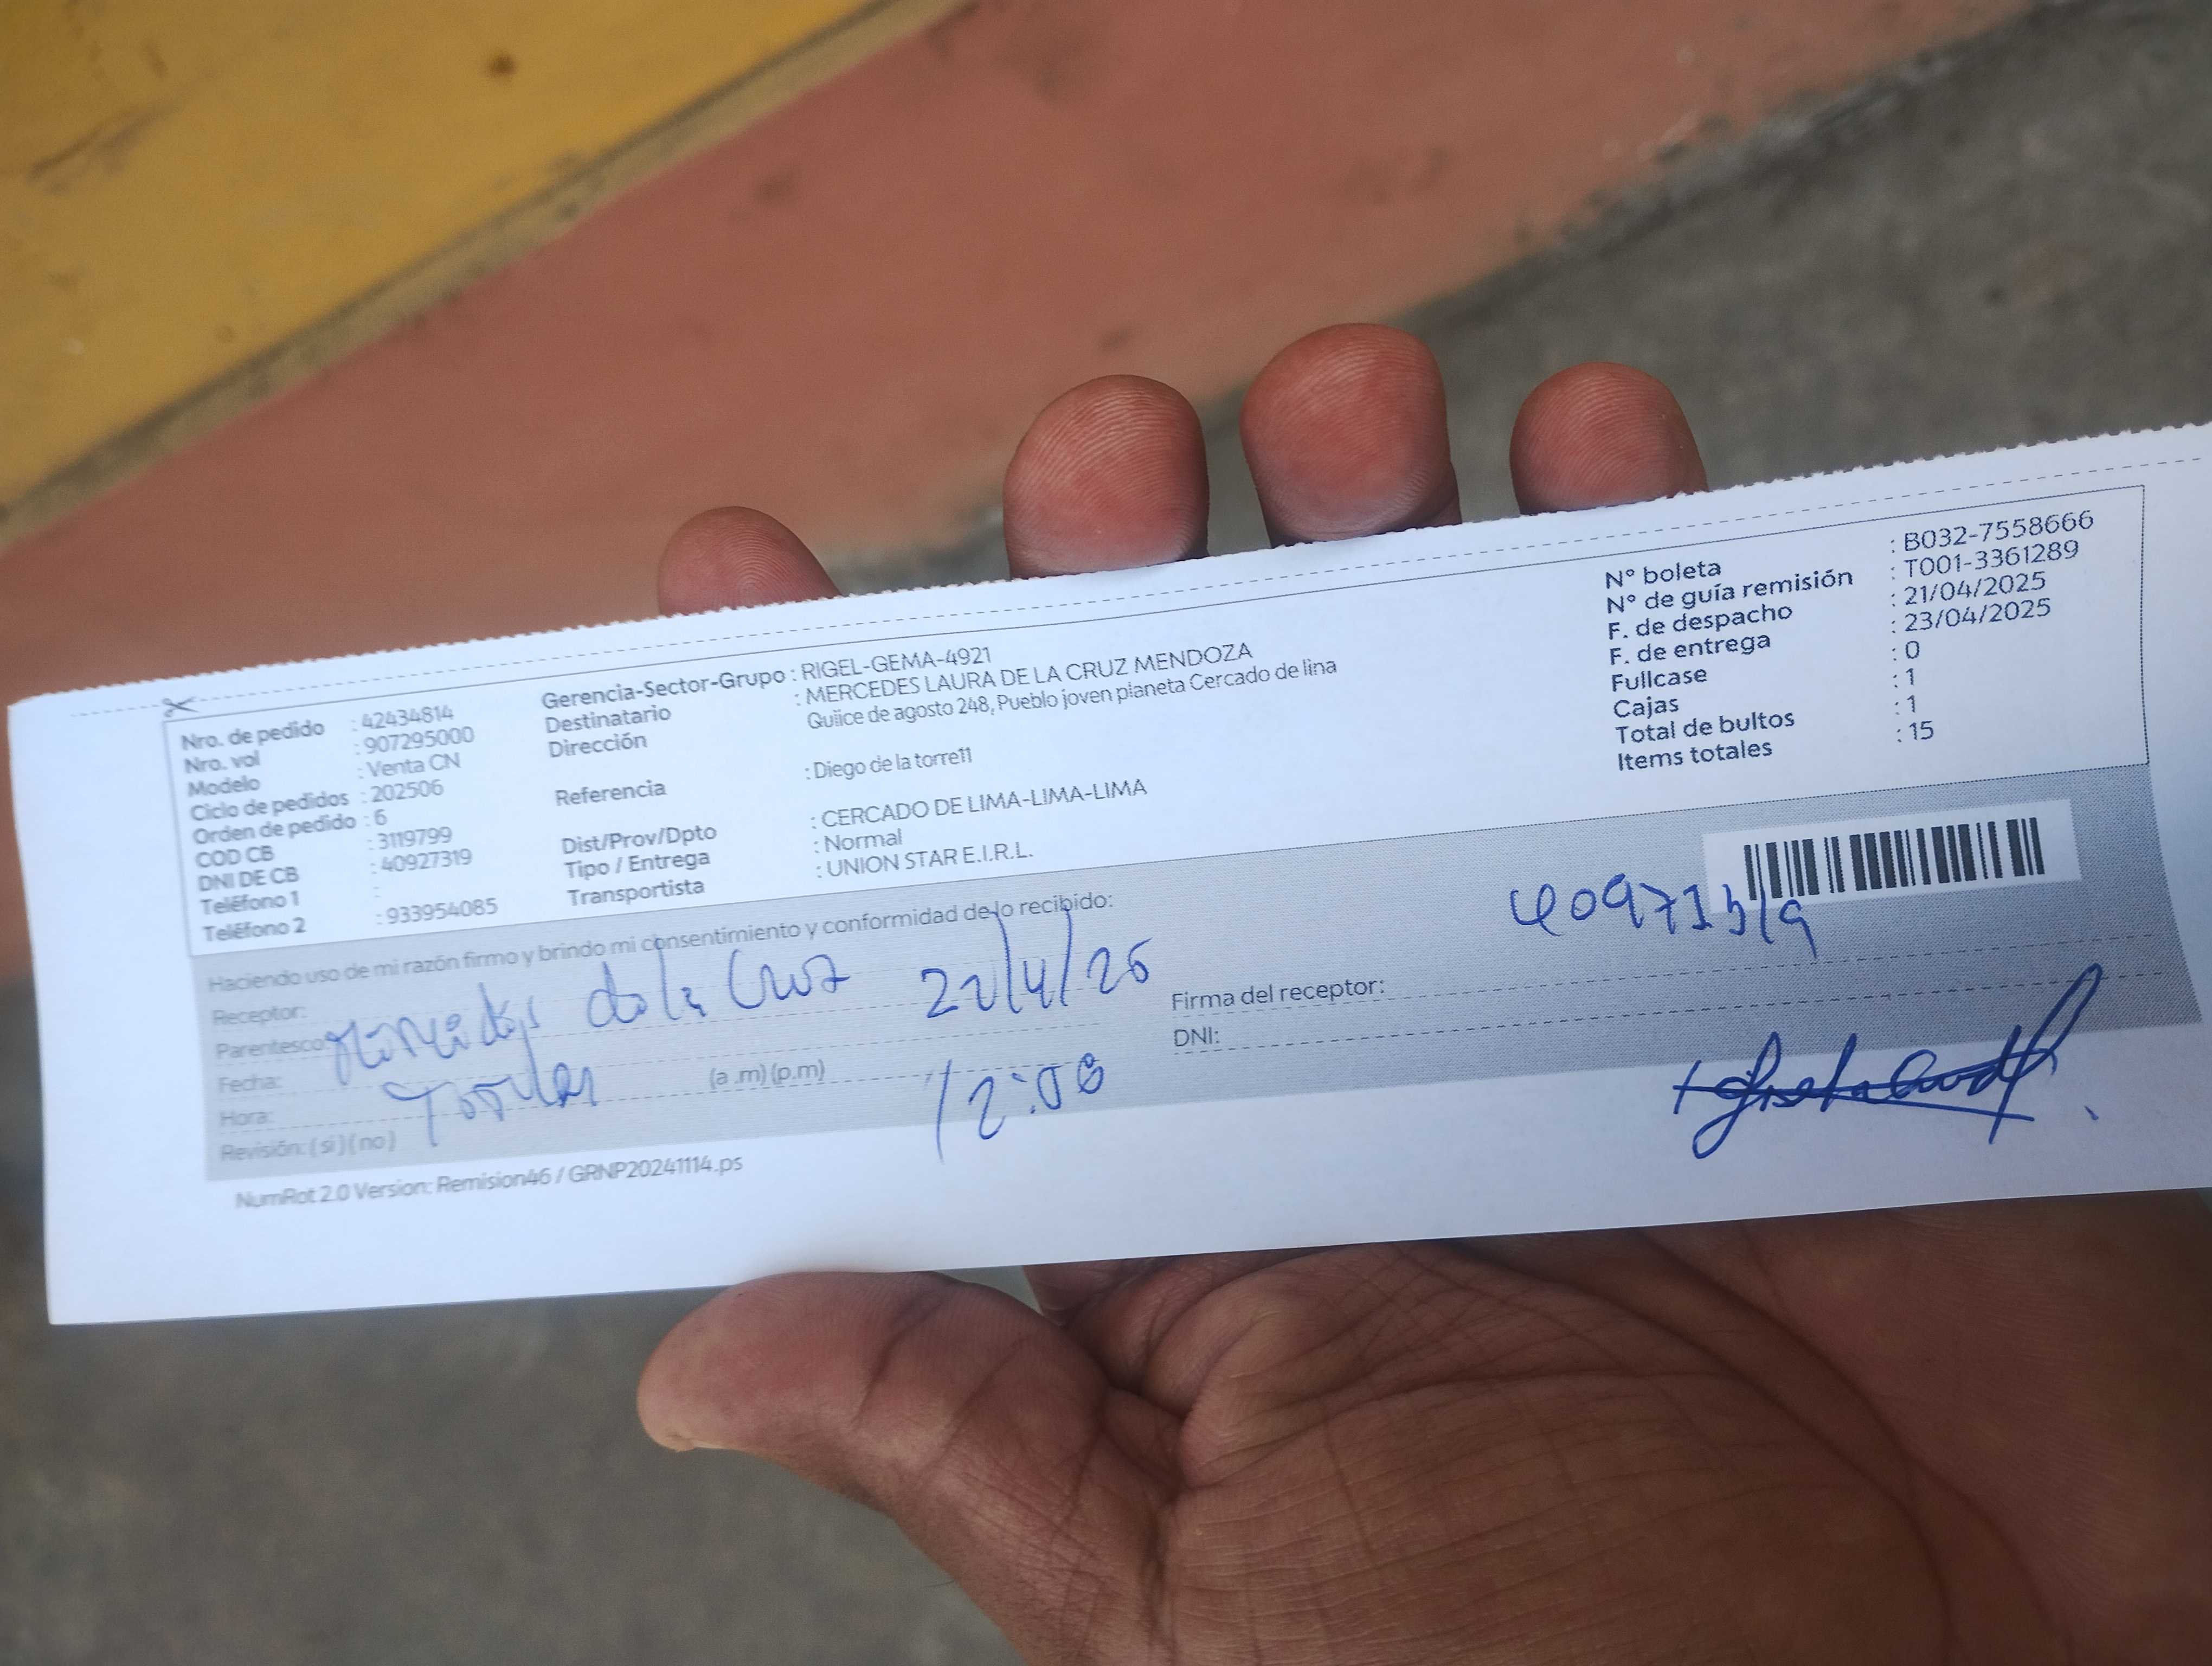 Nro. de pedido : 42434814
Nro. vol : 907295000
Modelo : Venta CN
Ciclo de pedidos : 202506
Orden de pedido : 6
COD CB : 3119799
DNI DE CB : 40927319
Teléfono 1 :
Teléfono 2 : 933954085
Gerencia-Sector-Grupo : RIGEL-GEMA-4921
Destinatario : MERCEDES LAURA DE LA CRUZ MENDOZA
Dirección Quiice de agosto 248, Pueblo joven planeta Cercado de lina
Referencia : Diego de la torre11
Dist/Prov/Dpto : CERCADO DE LIMA-LIMA-LIMA
Tipo / Entrega : Normal
Transportista : UNION STAR E.I.R.L.
N° boleta : B032-7558666
N° de guía remisión : T001-3361289
F. de despacho : 21/04/2025
F. de entrega : 23/04/2025
Fullcase : 0
Cajas : 1
Total de bultos : 1
Items totales : 15
Haciendo uso de mi razón firmo y brindo mi consentimiento y conformidad de lo recibido:
Receptor:
Parentesco: de la Cruz
Fecha:
Hora: (a .m) (p.m) 12:00
Revisión: ( si ) ( no )
Firma del receptor:
DNI:
NumRot 2.0 Version: Remision46 / GRNP20241114.ps